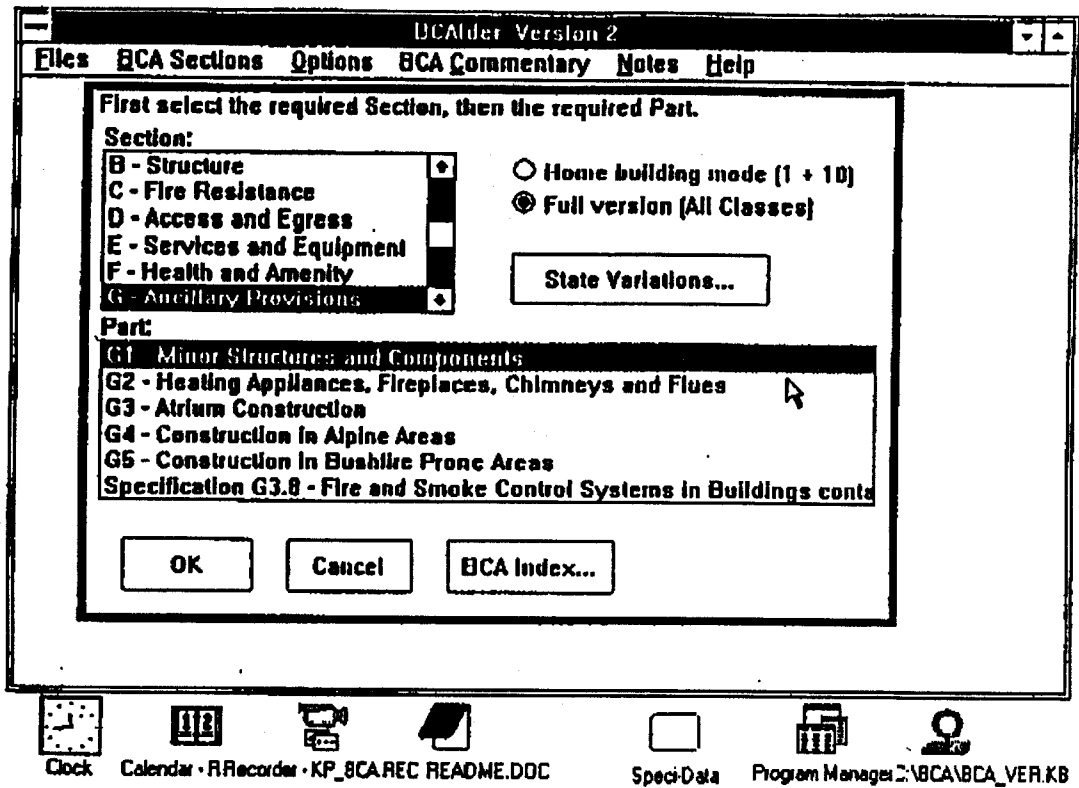 BCAider Version 2
Files BCA Sections Options BCA Commentary Notes Help
First select the required Section, then the required Part.
Section:
B - Structure
C - Fire Resistance
D - Access and Egress
E - Services and Equipment
F - Health and Amenity
G - Ancillary Provisions
Home building mode (1 + 10)
Full version (All Classes)
State Variations...
Part:
G1 - Minor Structures and Components
G2 - Heating Appliances, Fireplaces, Chimneys and Flues
G3 - Atrium Construction
G4 - Construction in Alpine Areas
G5 - Construction in Bushfire Prone Areas
Specification G3.8 - Fire and Smoke Control Systems in Buildings conta
OK Cancel BCA Index...
Clock Calendar - R Recorder - KP_BCA.REC README.DOC Speci-Data Program Manager C:\BCA\BCA_VER.KB